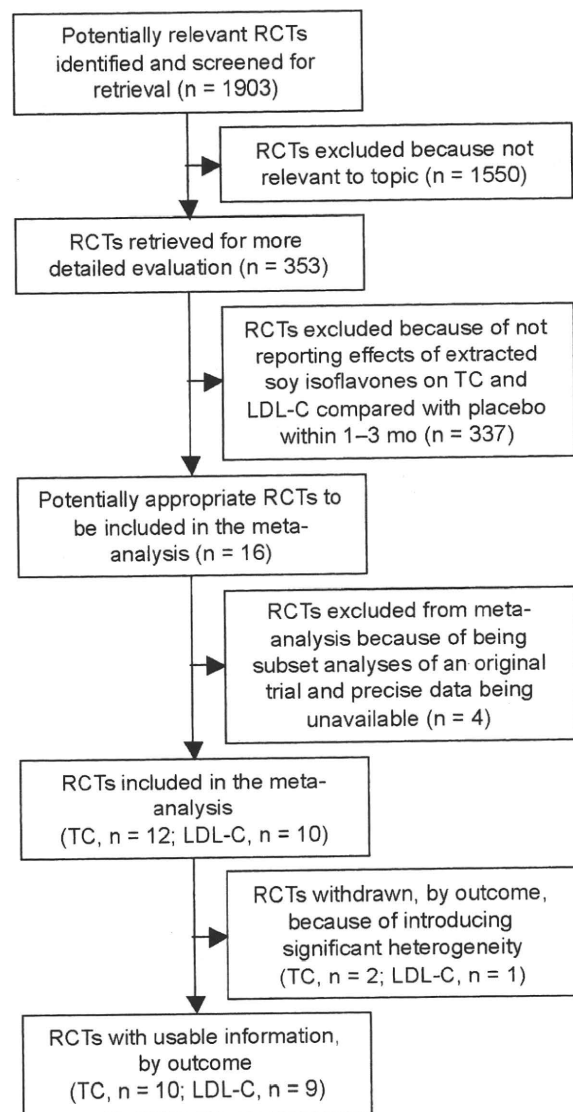 Potentially relevant RCTs
identified and screened for
retrieval (n = 1903)
RCTs excluded because not
relevant to topic (n = 1550)
RCTs retrieved for more
detailed evaluation (n = 353)
RCTs excluded because of not
reporting effects of extracted
soy isoflavones on TC and
LDL-C compared with placebo
within 1–3 mo (n = 337)
Potentially appropriate RCTs to
be included in the meta-
analysis (n = 16)
RCTs excluded from meta-
analysis because of being
subset analyses of an original
trial and precise data being
unavailable (n = 4)
RCTs included in the meta-
analysis
(TC, n = 12; LDL-C, n = 10)
RCTs withdrawn, by outcome,
because of introducing
significant heterogeneity
(TC, n = 2; LDL-C, n = 1)
RCTs with usable information,
by outcome
(TC, n = 10; LDL-C, n = 9)